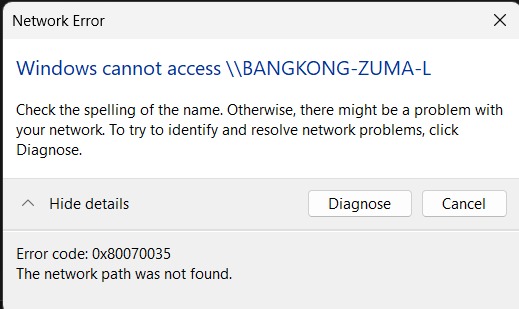 Network Error
Windows cannot access \\BANGKONG-ZUMA-L
Check the spelling of the name. Otherwise, there might be a problem with
your network. To try to identify and resolve network problems, click
Diagnose.
Hide details
Diagnose
Cancel
Error code: 0x80070035
The network path was not found.